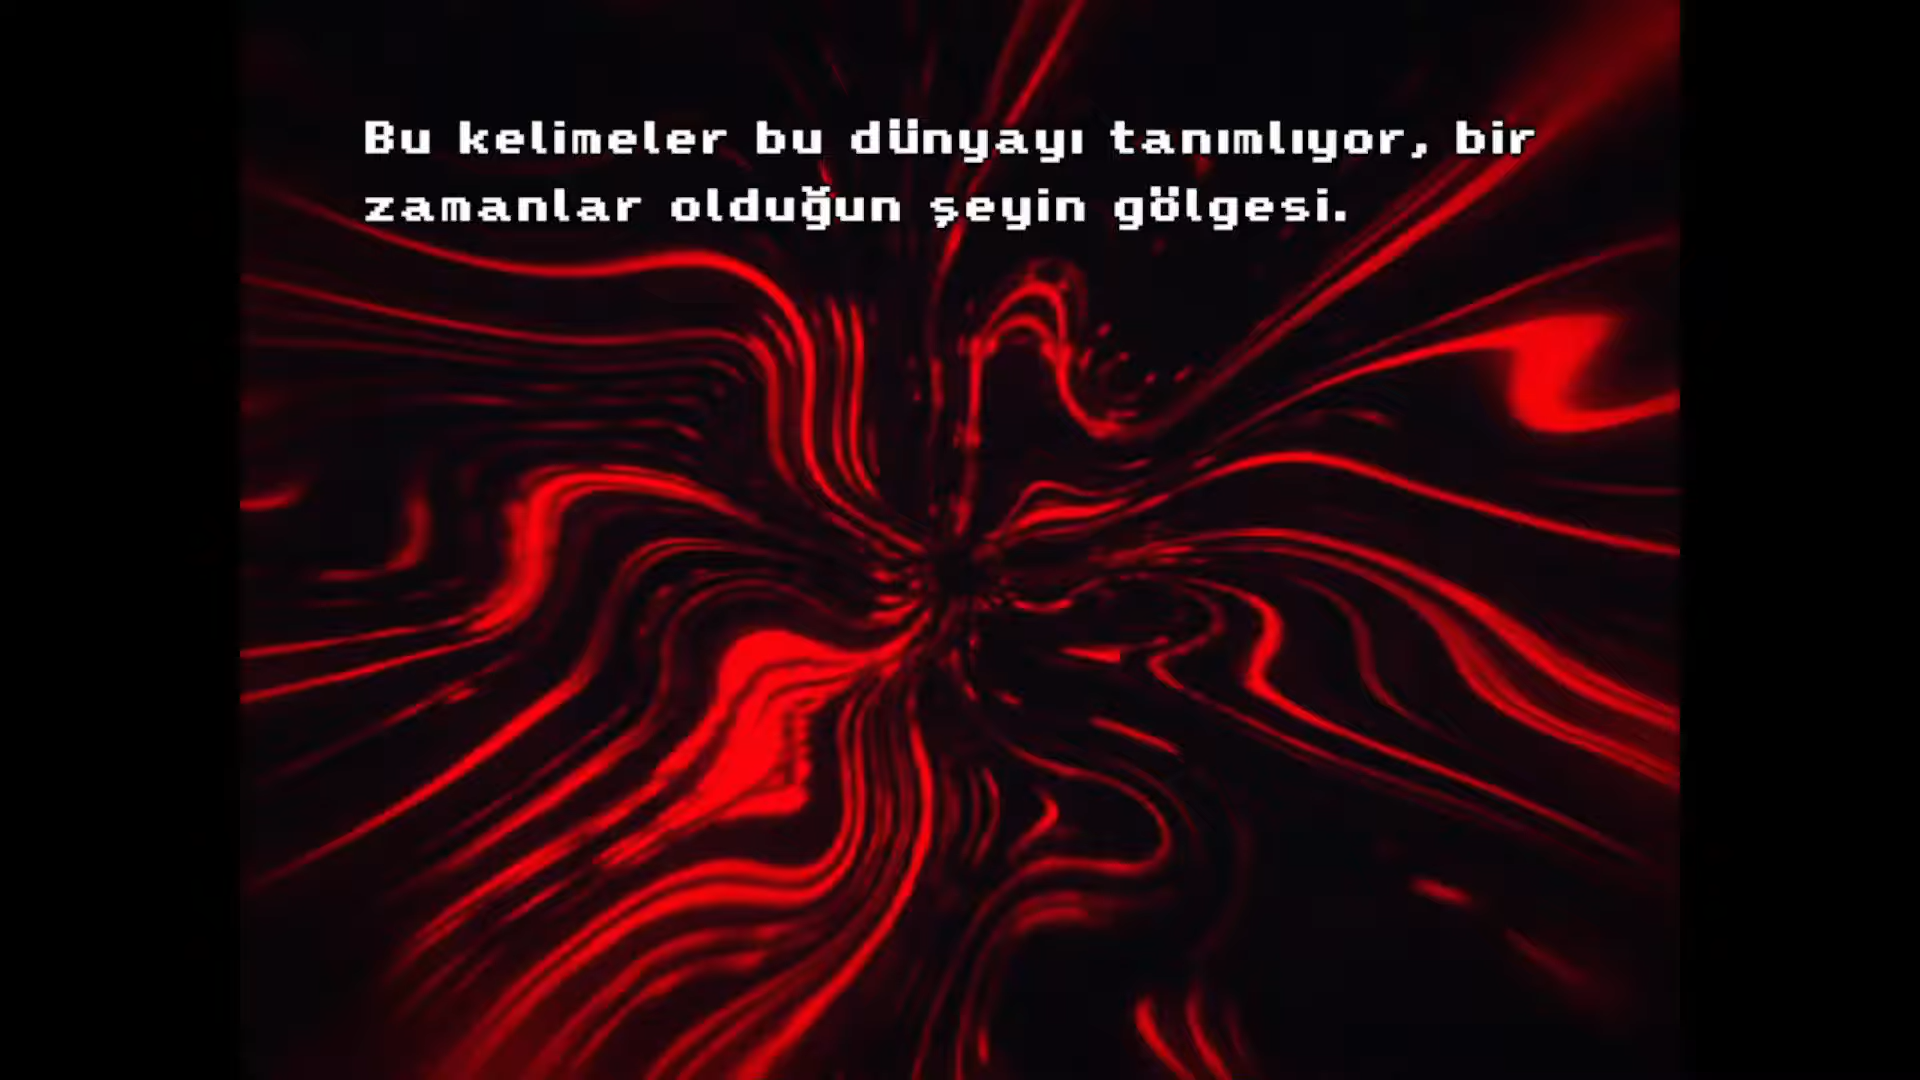 Bu kelimeler bu dünyayı tanımlıyor, bir
zamanlar olduğun şeyin gölgesi.